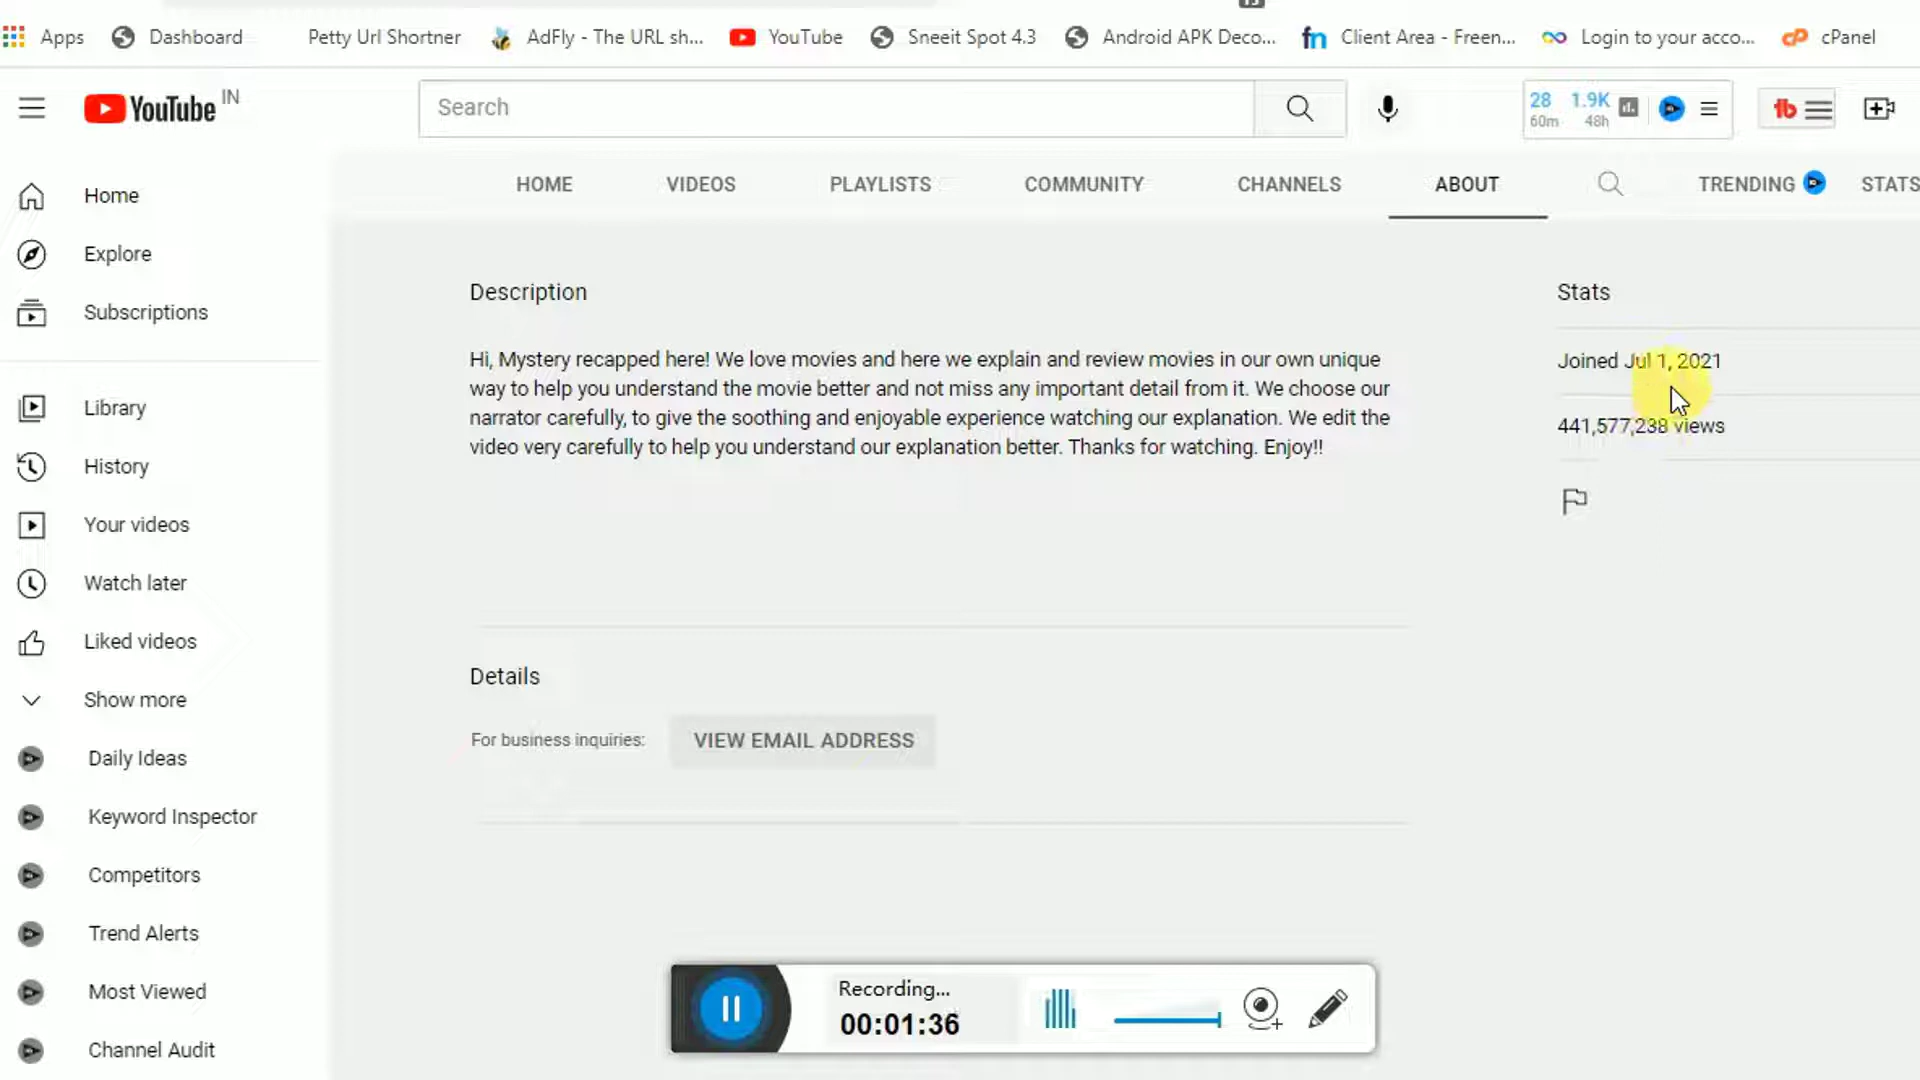 Apps Dashboard Petty Url Shortner AdFly - The URL sh... YouTube Sneeit Spot 4.3 Android APK Deco... Client Area - Freen... Login to your acco... cPanel
YouTube IN
Search
28 1.9K
60m 48h
HOME VIDEOS PLAYLISTS COMMUNITY CHANNELS ABOUT TRENDING STATS
Home
Explore
Subscriptions
Library
History
Your videos
Watch later
Liked videos
Show more
Daily Ideas
Keyword Inspector
Competitors
Trend Alerts
Most Viewed
Channel Audit
Description
Hi, Mystery recapped here! We love movies and here we explain and review movies in our own unique
way to help you understand the movie better and not miss any important detail from it. We choose our
narrator carefully, to give the soothing and enjoyable experience watching our explanation. We edit the
video very carefully to help you understand our explanation better. Thanks for watching. Enjoy!!
Details
For business inquiries: VIEW EMAIL ADDRESS
Stats
Joined Jul 1, 2021
441,577,238 views
Recording...
00:01:36